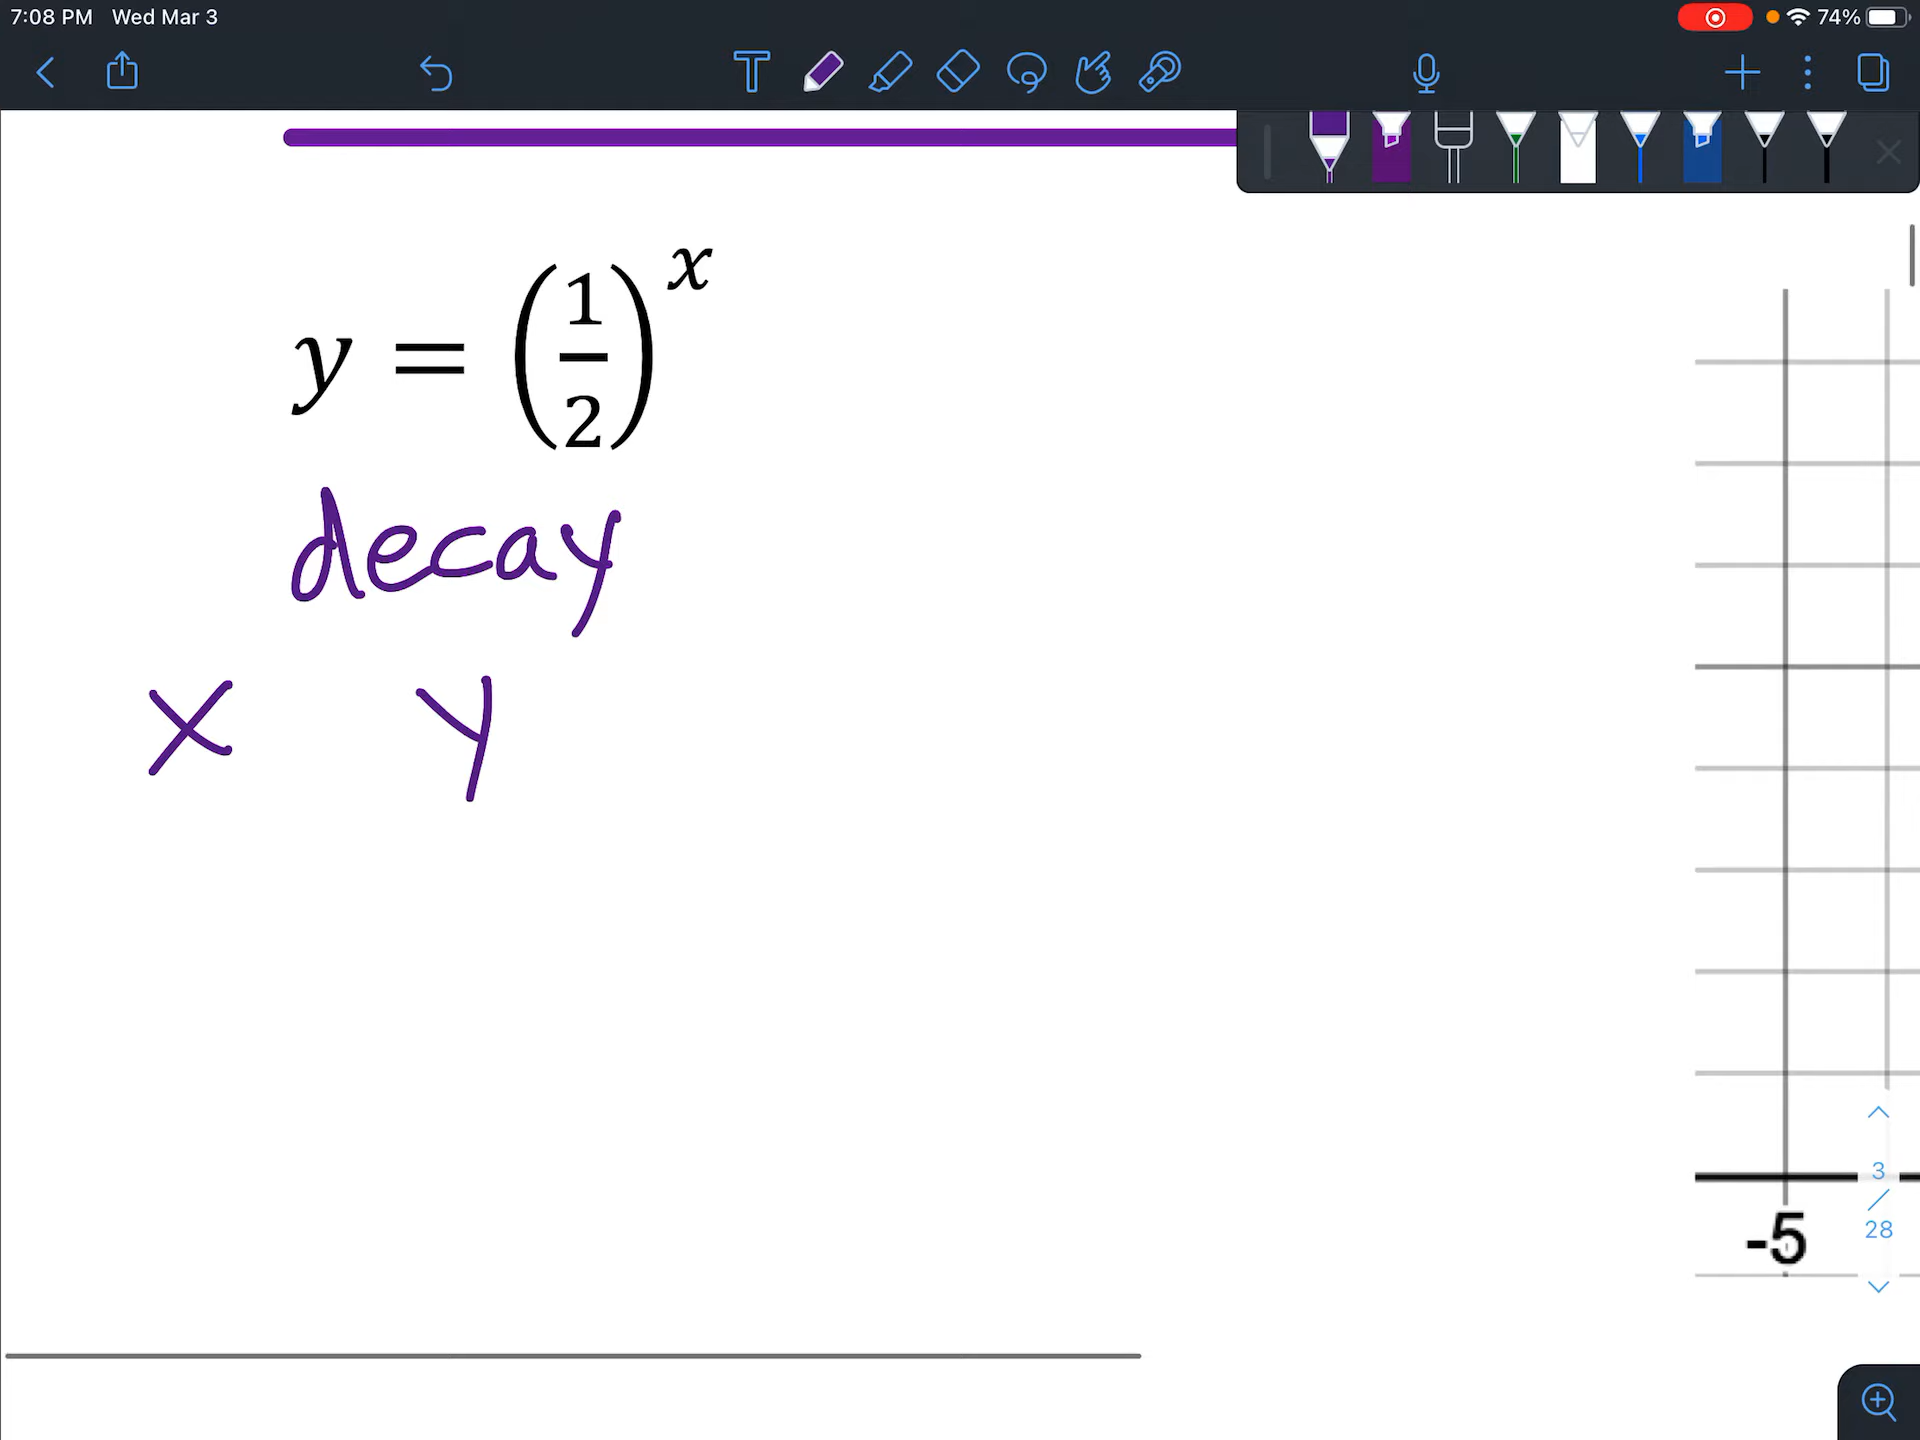 7:08 PM Wed Mar 3 74%
T
y = (1/2)^x
decay
X Y
3
/
28
-5